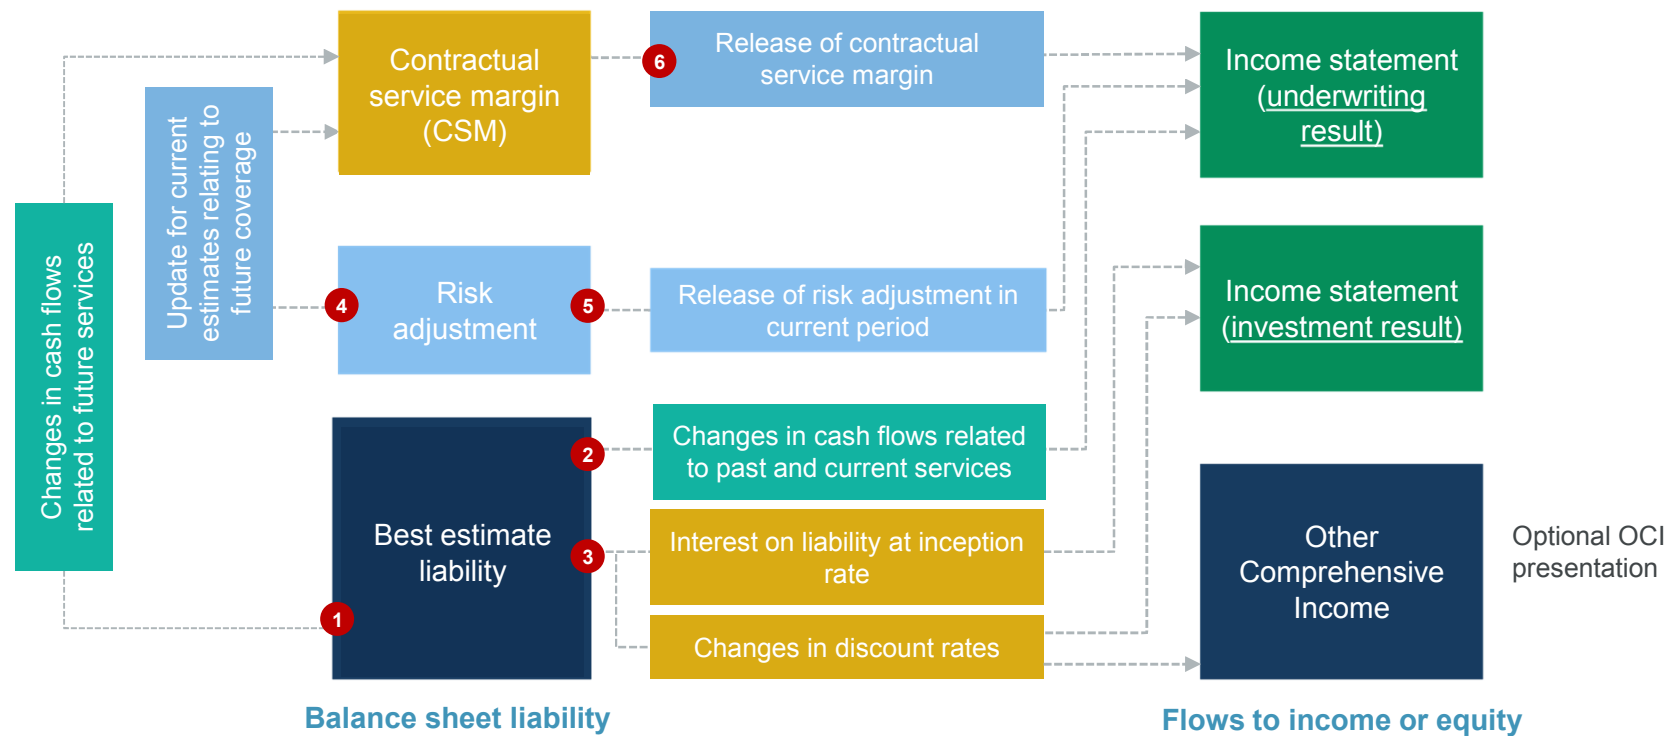 Changes in cash flows
related to future services
Update for current
estimates relating to
future coverage
Contractual
service margin
(CSM)
6
Release of contractual
service margin
Income statement
(underwriting
result)
4
Risk
adjustment
5
Release of risk adjustment in
current period
Income statement
(investment result)
1
Best estimate
liability
2
Changes in cash flows related
to past and current services
3
Interest on liability at inception
rate
Changes in discount rates
Other
Comprehensive
Income
Optional OCI
presentation
Balance sheet liability
Flows to income or equity